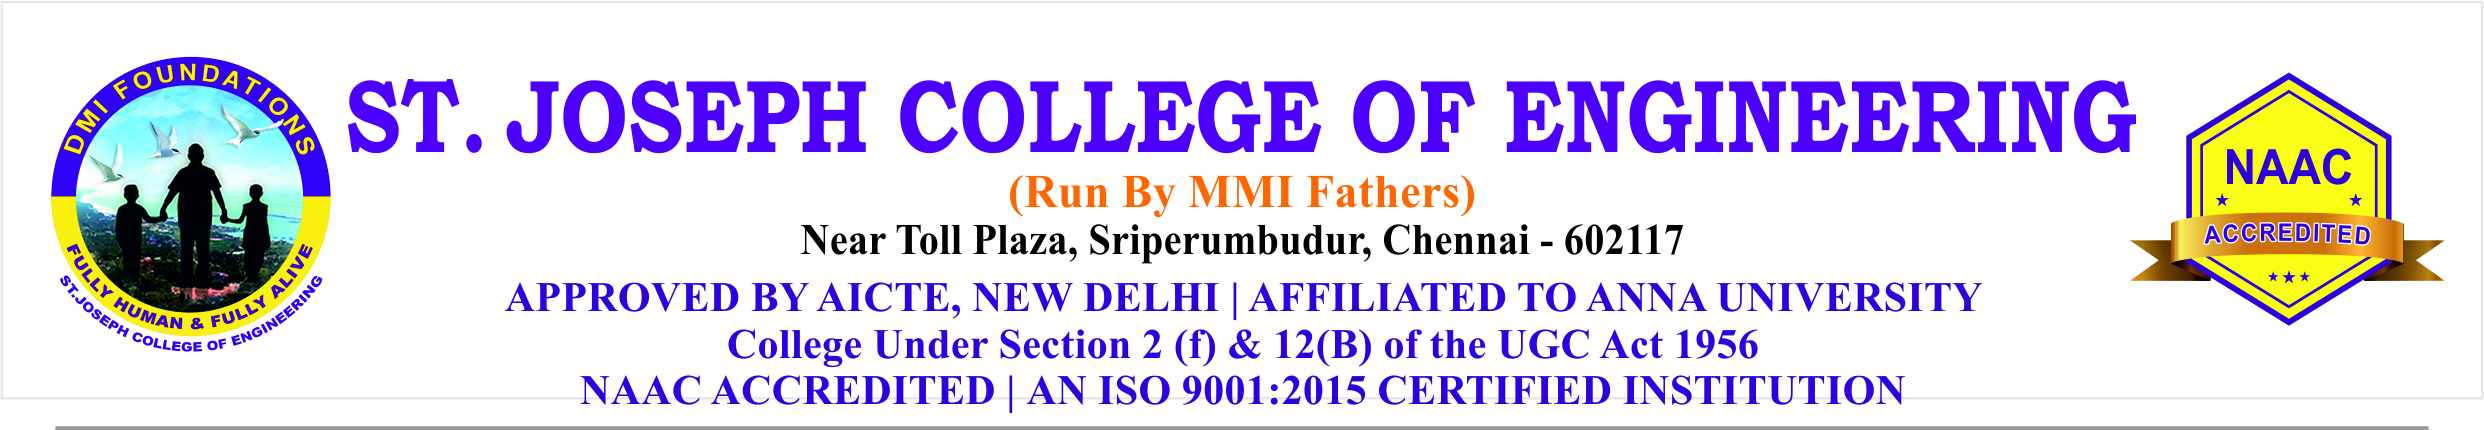 DMI FOUNDATIONS
FULLY HUMAN & FULLY ALIVE
ST.JOSEPH COLLEGE OF ENGINEERING
ST. JOSEPH COLLEGE OF ENGINEERING
(Run By MMI Fathers)
Near Toll Plaza, Sriperumbudur, Chennai - 602117
APPROVED BY AICTE, NEW DELHI | AFFILIATED TO ANNA UNIVERSITY
College Under Section 2 (f) & 12(B) of the UGC Act 1956
NAAC ACCREDITED | AN ISO 9001:2015 CERTIFIED INSTITUTION
NAAC
ACCREDITED